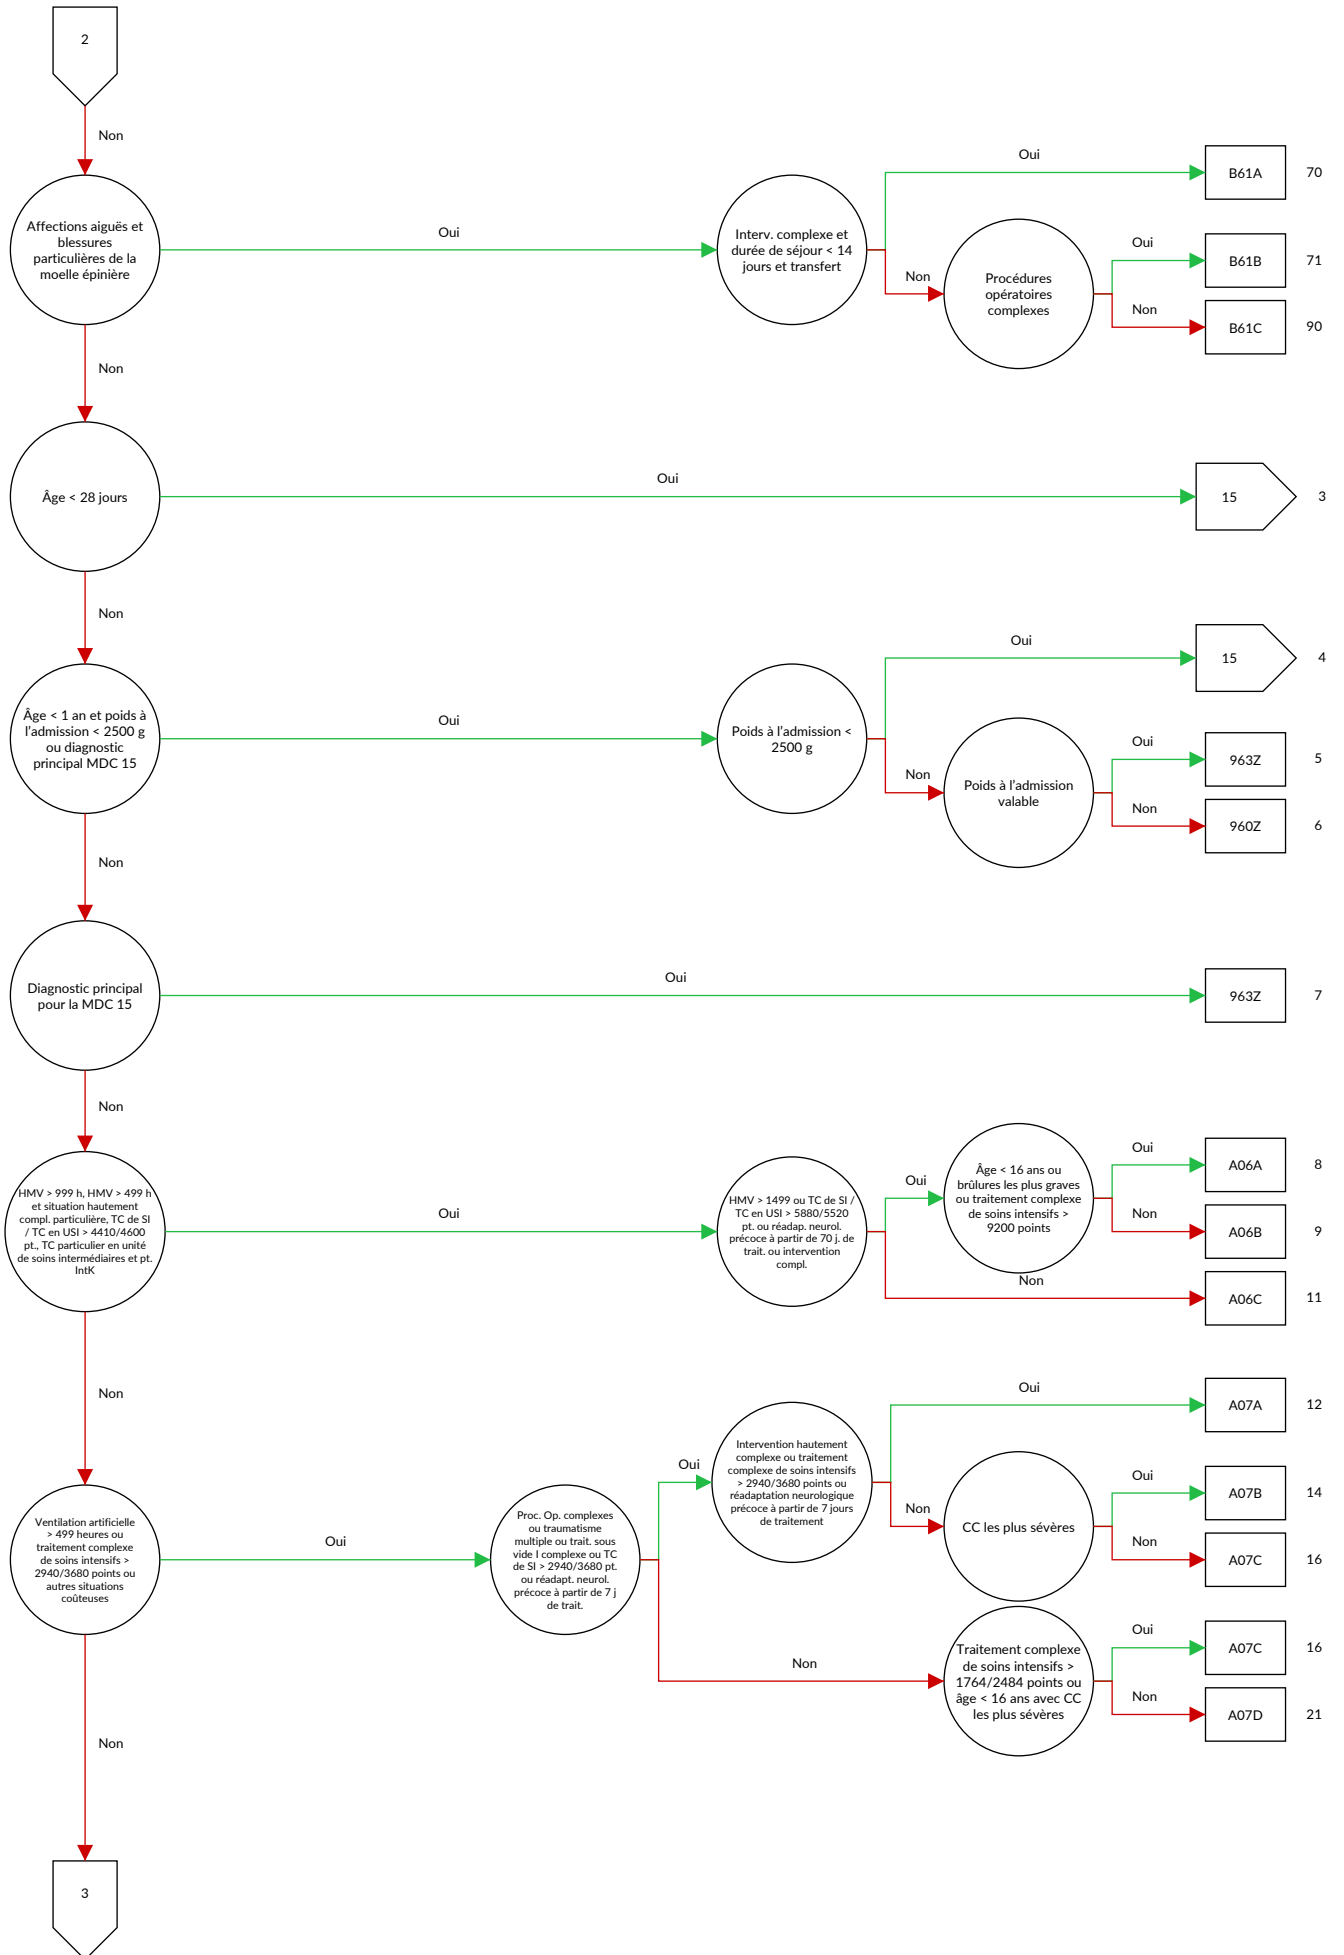 2
Non
Affections aiguës et
blessures
particulières de la
moelle épinière
Oui
Interv. complexe et
durée de séjour < 14
jours et transfert
Oui
B61A
70
Non
Procédures
opératoires
complexes
Oui
B61B
71
Non
B61C
90
Non
Âge < 28 jours
Oui
15
3
Non
Âge < 1 an et poids à
l'admission < 2500 g
ou diagnostic
principal MDC 15
Oui
Poids à l'admission <
2500 g
Oui
15
4
Non
Poids à l'admission
valable
Oui
963Z
5
Non
960Z
6
Non
Diagnostic principal
pour la MDC 15
Oui
963Z
7
Non
HMV > 999 h, HMV > 499 h
et situation hautement
compl. particulière, TC de SI
/ TC en USI > 4410/4600
pt., TC particulier en unité
de soins intermédiaires et pt.
IntK
Oui
HMV > 1499 ou TC de SI /
TC en USI > 5880/5520
pt. ou réadap. neurol.
précoce à partir de 70 j. de
trait. ou intervention
compl.
Oui
Âge < 16 ans ou
brûlures les plus graves
ou traitement complexe
de soins intensifs >
9200 points
Oui
A06A
8
Non
A06B
9
Non
A06C
11
Non
Ventilation artificielle
> 499 heures ou
traitement complexe
de soins intensifs >
2940/3680 points ou
autres situations
coûteuses
Oui
Proc. Op. complexes
ou traumatisme
multiple ou trait. sous
vide I complexe ou TC
de SI > 2940/3680 pt.
ou réadapt. neurol.
précoce à partir de 7 j
de trait.
Oui
Intervention hautement
complexe ou traitement
complexe de soins intensifs
> 2940/3680 points ou
réadaptation neurologique
précoce à partir de 7 jours
de traitement
Oui
A07A
12
Non
CC les plus sévères
Oui
A07B
14
Non
A07C
16
Non
Traitement complexe
de soins intensifs >
1764/2484 points ou
âge < 16 ans avec CC
les plus sévères
Oui
A07C
16
Non
A07D
21
Non
3